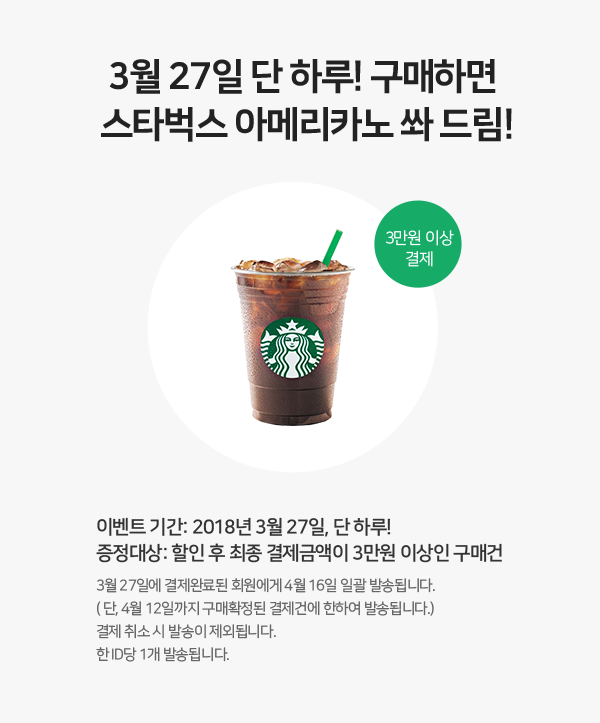 3월 27일 단 하루! 구매하면
스타벅스 아메리카노 쏴 드림!
3만원 이상
결제
이벤트 기간: 2018년 3월 27일, 단 하루!
증정대상: 할인 후 최종 결제금액이 3만원 이상인 구매건
3월 27일에 결제완료된 회원에게 4월 16일 일괄 발송됩니다.
( 단, 4월 12일까지 구매확정된 결제건에 한하여 발송됩니다.)
결제 취소 시 발송이 제외됩니다.
한 ID당 1개 발송됩니다.